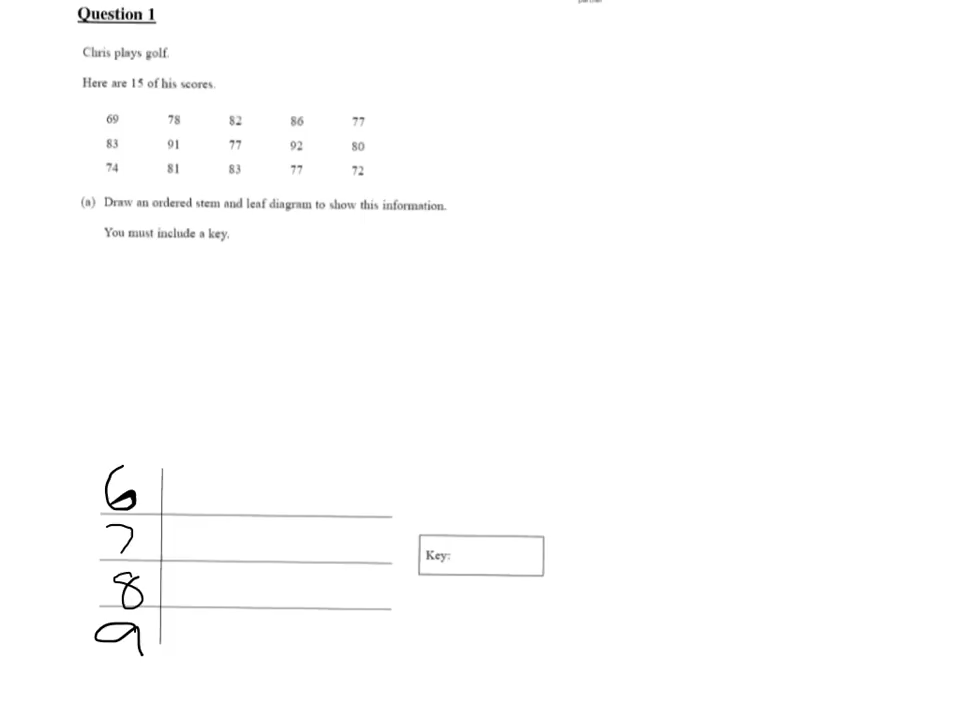 Question 1
Chris plays golf.
Here are 15 of his scores.
69 78 82 86 77
83 91 77 92 80
74 81 83 77 72
(a) Draw an ordered stem and leaf diagram to show this information.
You must include a key.
6
7
Key:
8
9